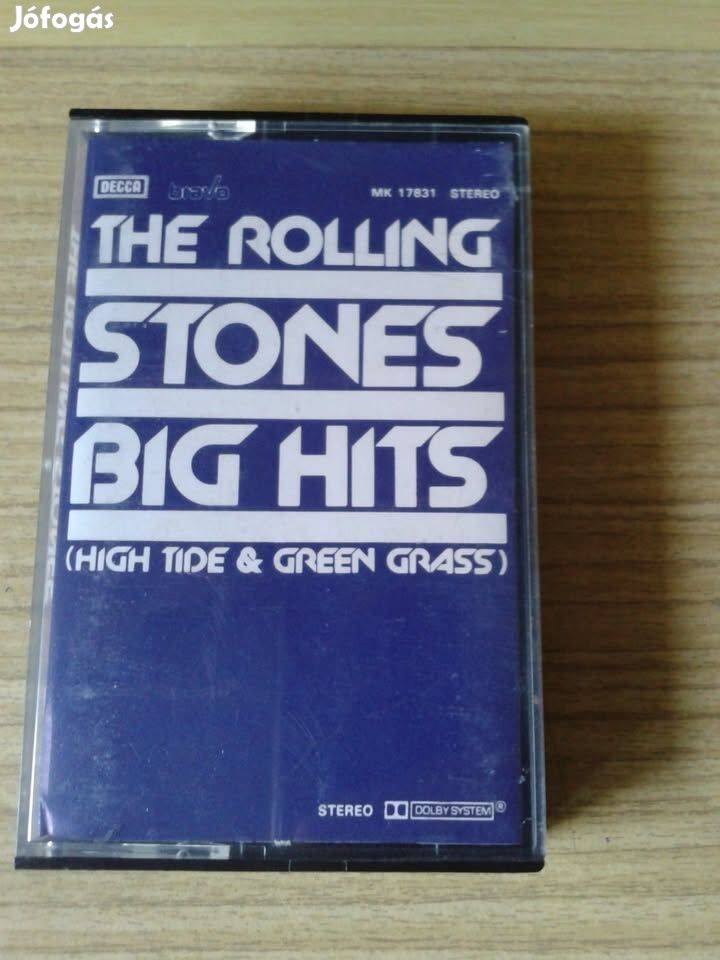 Jófogás
DECCA bravo MK 17831 STEREO
THE ROLLING
STONES
BIG HITS
(HIGH TIDE & GREEN GRASS)
STEREO DOLBY SYSTEM®